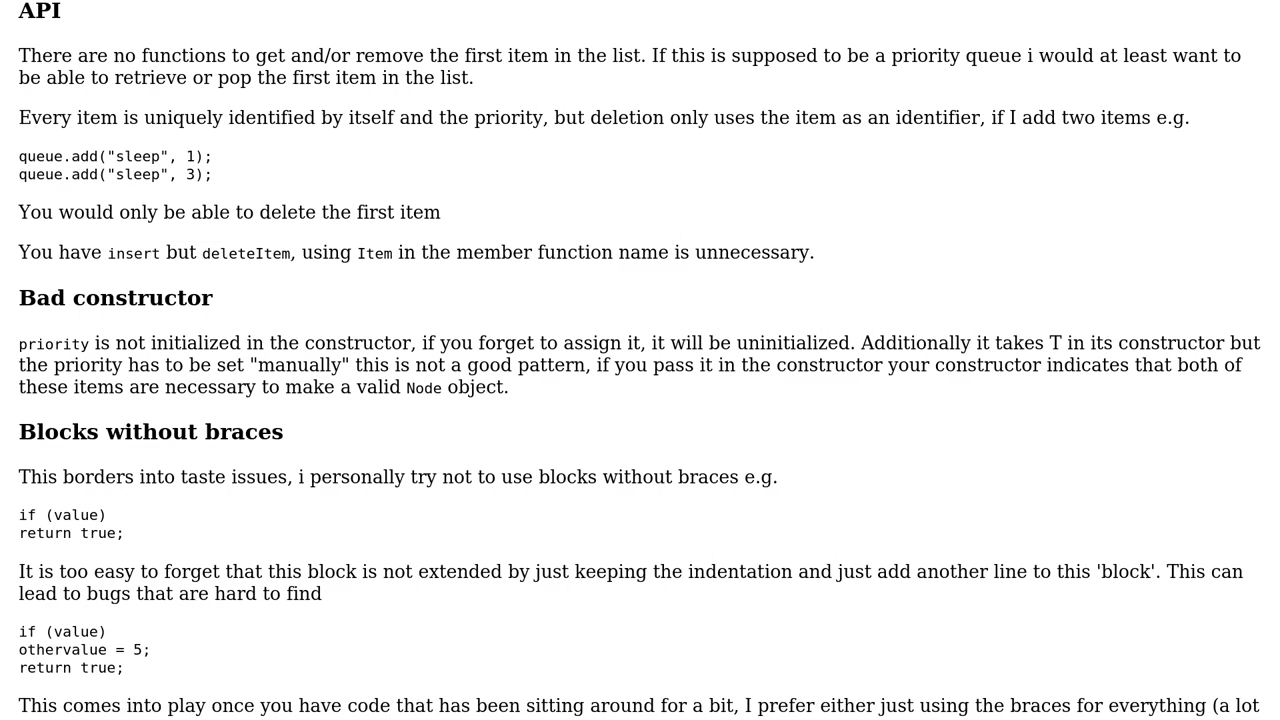 API
There are no functions to get and/or remove the first item in the list. If this is supposed to be a priority queue i would at least want to
be able to retrieve or pop the first item in the list.
Every item is uniquely identified by itself and the priority, but deletion only uses the item as an identifier, if I add two items e.g.
queue.add("sleep", 1);
queue.add("sleep", 3);
You would only be able to delete the first item
You have insert but deleteItem, using Item in the member function name is unnecessary.
Bad constructor
priority is not initialized in the constructor, if you forget to assign it, it will be uninitialized. Additionally it takes T in its constructor but
the priority has to be set "manually" this is not a good pattern, if you pass it in the constructor your constructor indicates that both of
these items are necessary to make a valid Node object.
Blocks without braces
This borders into taste issues, i personally try not to use blocks without braces e.g.
if (value)
return true;
It is too easy to forget that this block is not extended by just keeping the indentation and just add another line to this 'block'. This can
lead to bugs that are hard to find
if (value)
othervalue = 5;
return true;
This comes into play once you have code that has been sitting around for a bit, I prefer either just using the braces for everything (a lot